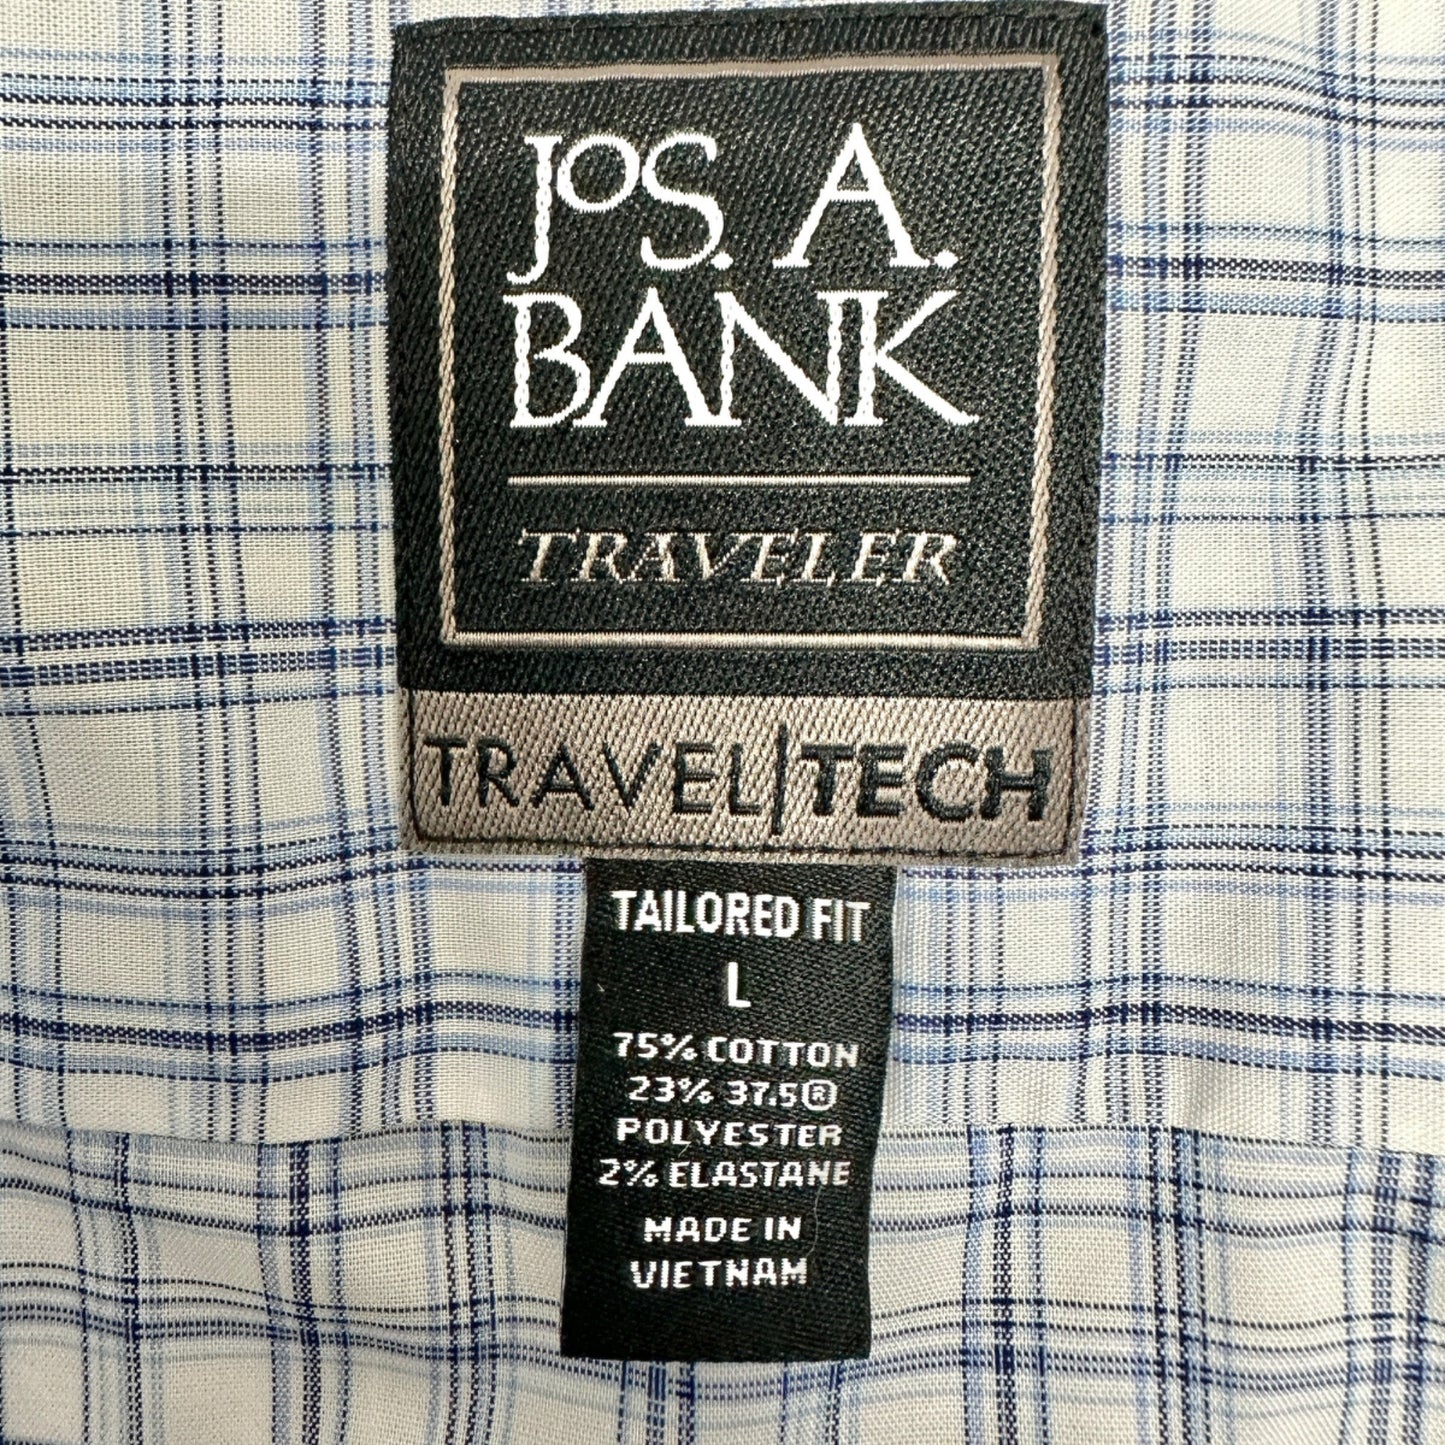 JOS. A.
BANK
TRAVELER
TRAVEL|TECH
TAILORED FIT
L
75% COTTON
23% 37.5®
POLYESTER
2% ELASTANE
MADE IN
VIETNAM